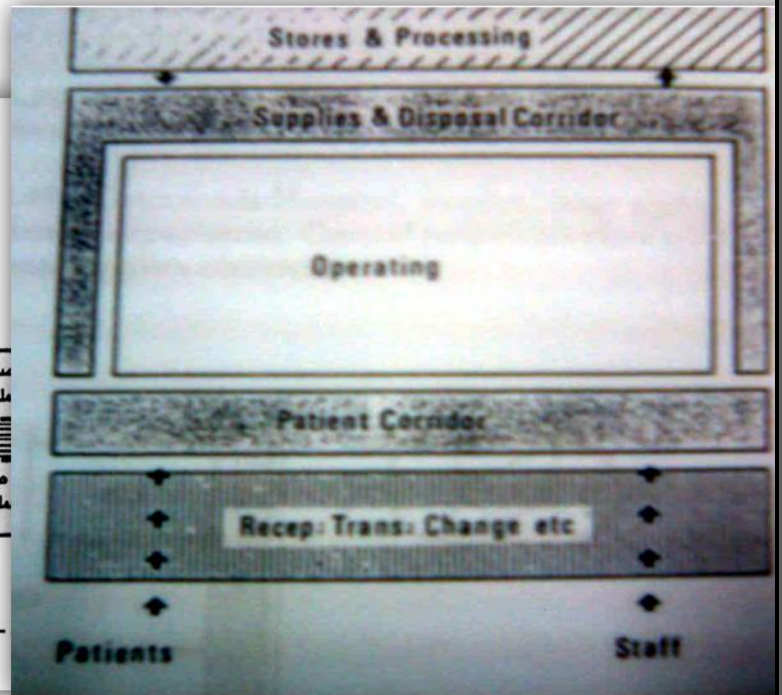 Stores & Processing
Supplies & Disposal Corridor
Operating
Patient Corridor
Recep: Trans: Change etc
Patients
Staff